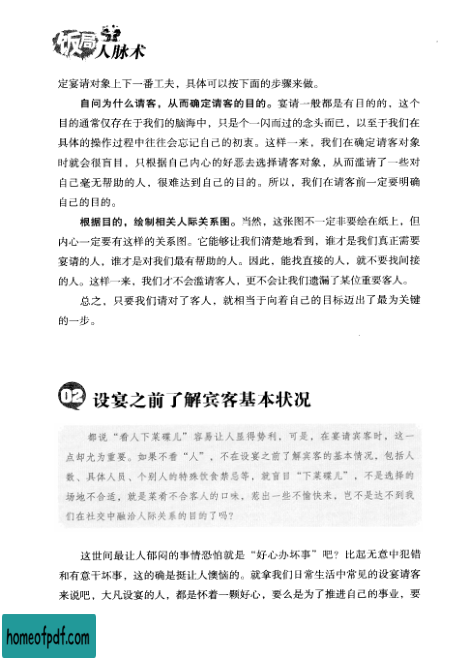 饭局
人脉术
定宴请对象上下一番工夫，具体可以按下面的步骤来做。
自问为什么请客，从而确定请客的目的。宴请一般都是有目的的，这个
目的通常仅存在于我们的脑海中，只是个一闪而过的念头而已，以至于我们在
具体的操作过程中往往会忘记自己的初衷。这样一来，我们在确定请客对象
时就会很盲目，只根据自己内心的好恶去选择请客对象，从而滥请了一些对
自己毫无帮助的人，很难达到自己的目的。所以，我们在请客前一定要明确
自己的目的。
根据目的，绘制相关人际关系图。当然，这张图不一定非要绘在纸上，但
内心一定要有这样的关系图。它能够让我们清楚地看到，谁才是我们真正需要
宴请的人，谁才是对我们最有帮助的人。因此，能找直接的人，就不要找间接
的人。这样一来，我们才不会滥请客人，更不会让我们遗漏了某位重要客人。
总之，只要我们请对了客人，就相当于向着自己的目标迈出了最为关键
的一步。
02 设宴之前了解宾客基本状况
都说“看人下菜碟儿”容易让人显得势利，可是，在宴请宾客时，这一
点却尤为重要。如果不看“人”，不在设宴之前了解宾客的基本情况，包括人
数、具体人员、个别人的特殊饮食禁忌等，就盲目“下菜碟儿”，不是选择的
场地不合适，就是菜肴不合客人的口味，惹出一些不愉快来，岂不是达不到我
们在社交中融洽人际关系的目的了吗？
这世间最让人郁闷的事情恐怕就是“好心办坏事”吧？比起无意中犯错
和有意干坏事，这的确是挺让人懊恼的。就拿我们日常生活中常见的设宴请客
来说吧，大凡设宴的人，都是怀着一颗好心，要么是为了推进自己的事业，要
homeofpdf.com